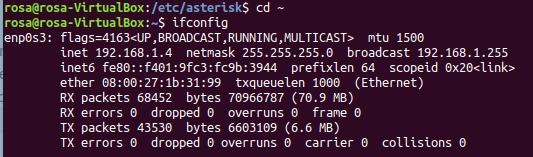 rosa@rosa-VirtualBox:/etc/asterisk$ cd ~
rosa@rosa-VirtualBox:~$ ifconfig
enp0s3: flags=4163<UP,BROADCAST,RUNNING,MULTICAST>  mtu 1500
        inet 192.168.1.4  netmask 255.255.255.0  broadcast 192.168.1.255
        inet6 fe80::f401:9fc3:fc9b:3944  prefixlen 64  scopeid 0x20<link>
        ether 08:00:27:1b:31:99  txqueuelen 1000  (Ethernet)
        RX packets 68452  bytes 70966787 (70.9 MB)
        RX errors 0  dropped 0  overruns 0  frame 0
        TX packets 43530  bytes 6603109 (6.6 MB)
        TX errors 0  dropped 0 overruns 0  carrier 0  collisions 0